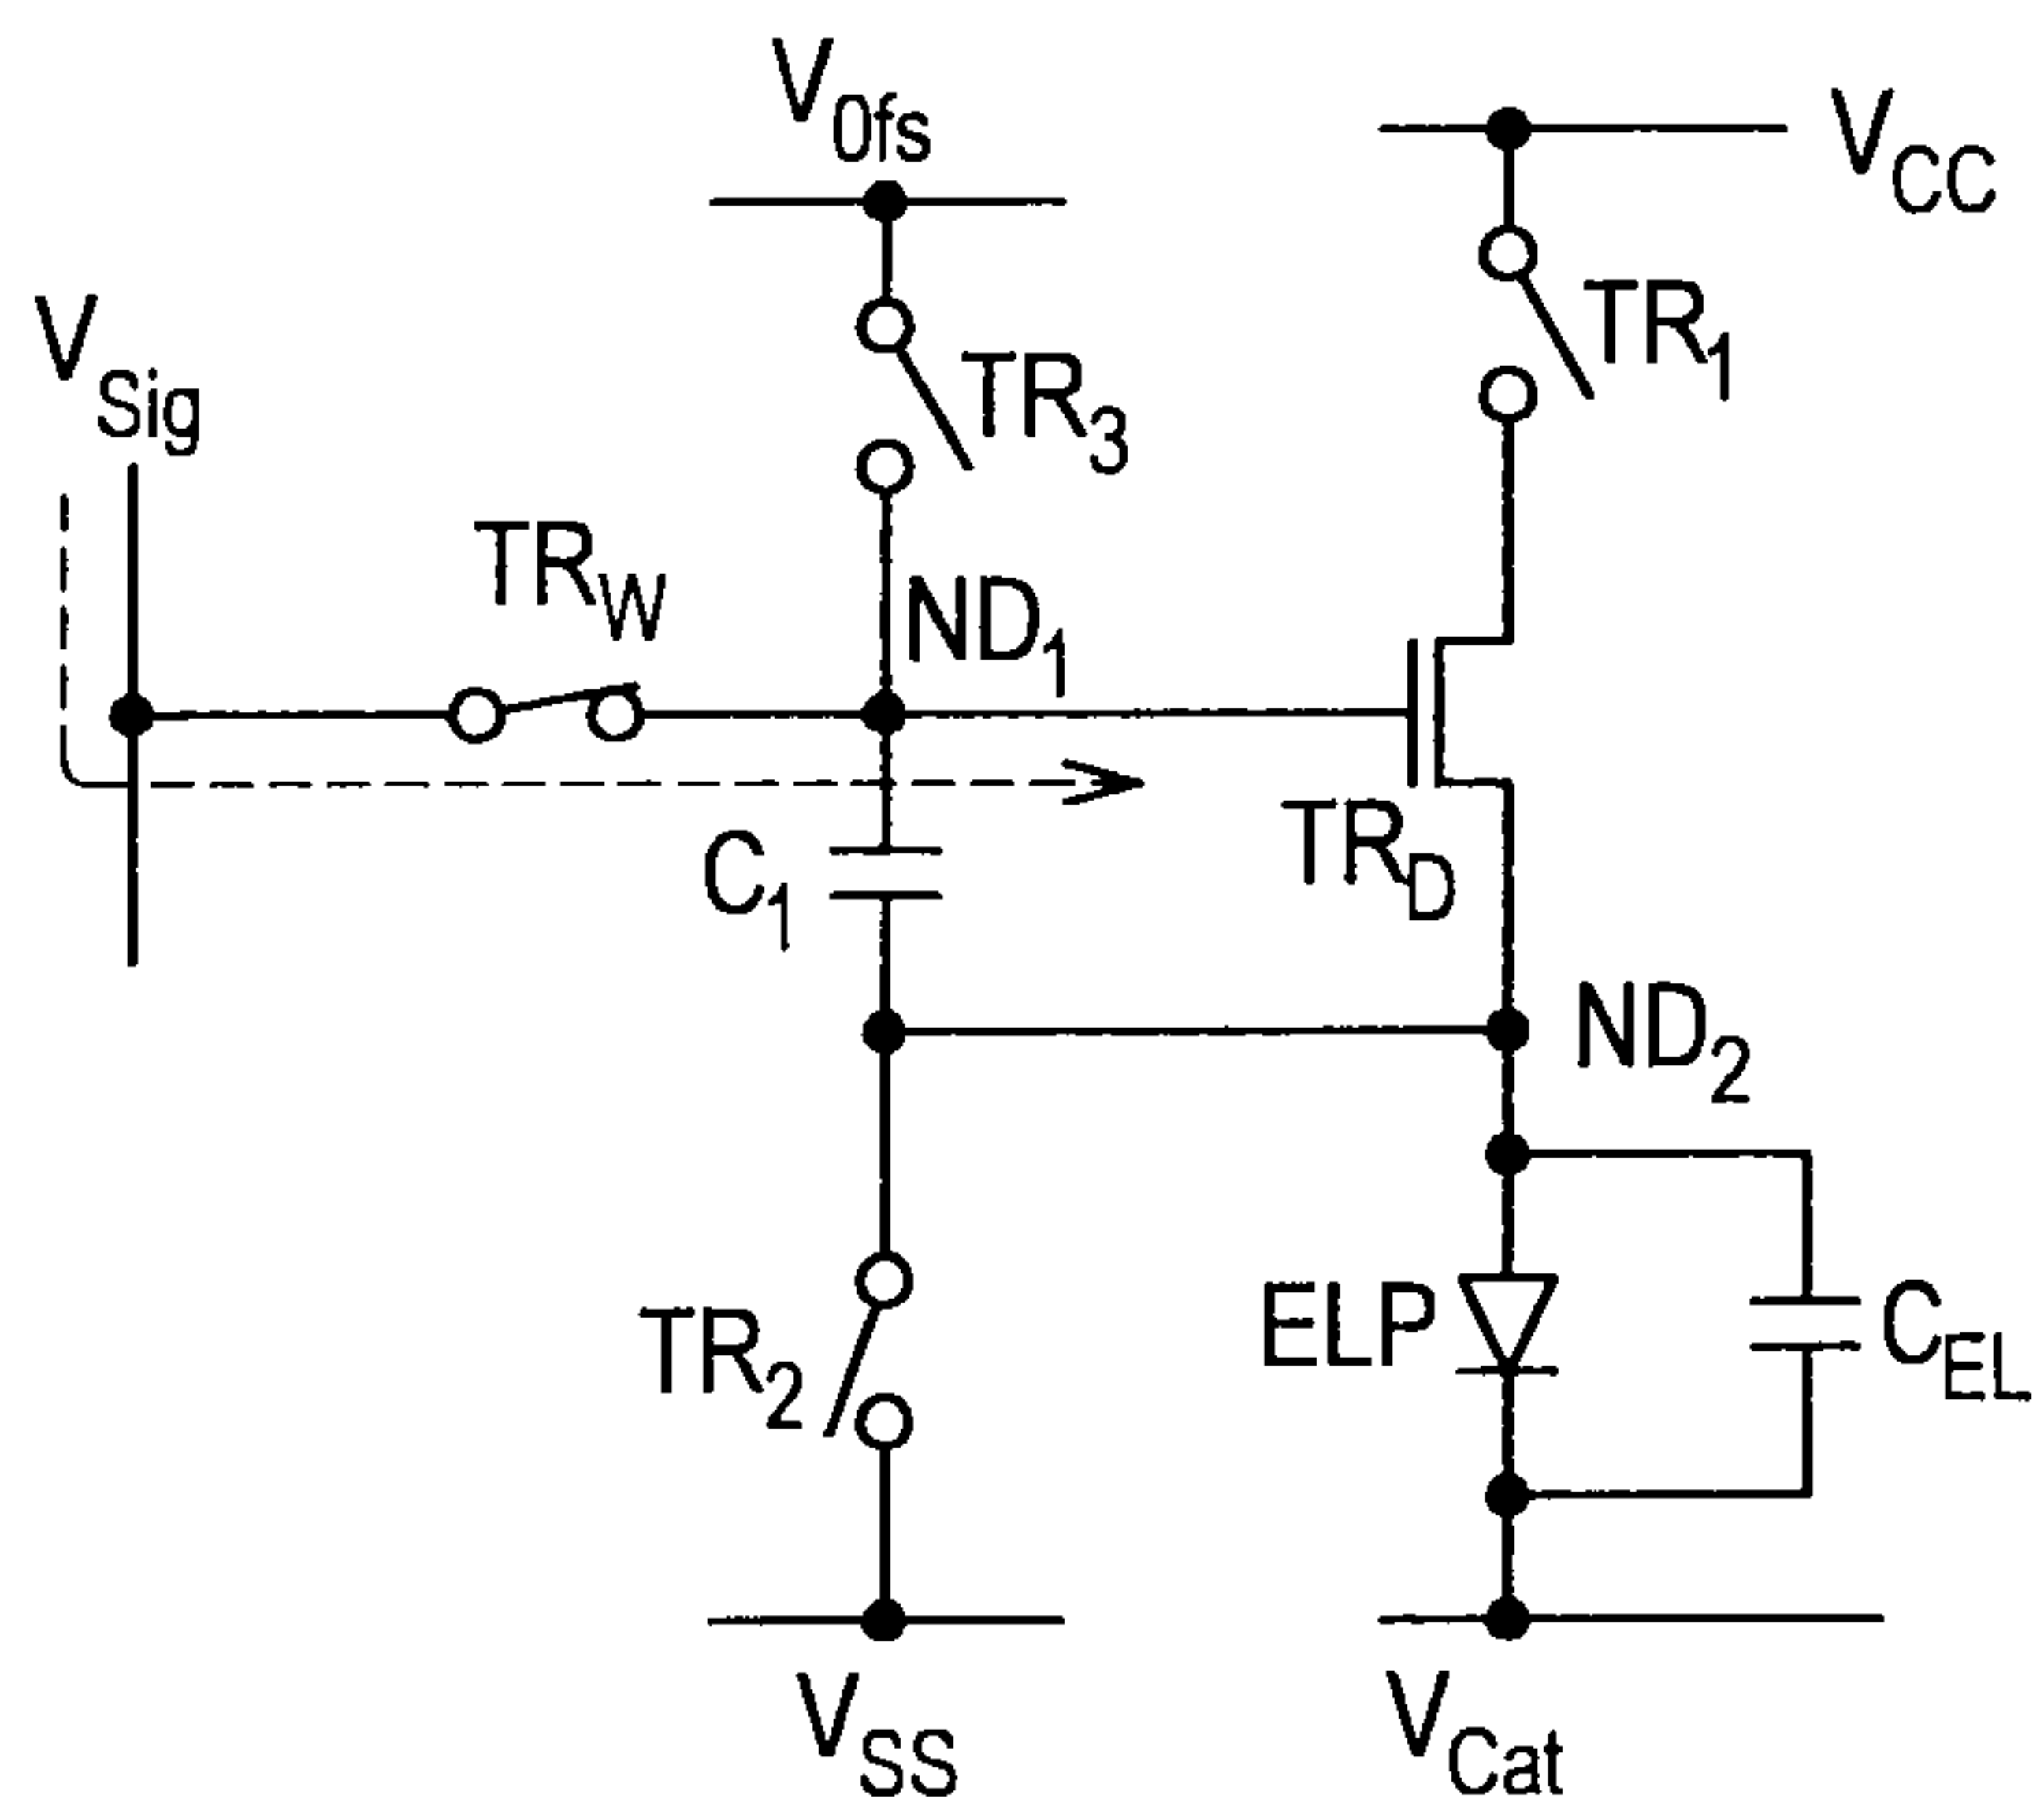 V0fs
VCC
VSig
TR1
TR3
TRW
ND1
TRD
C1
ND2
ELP
CEL
TR2
VSS
VCat